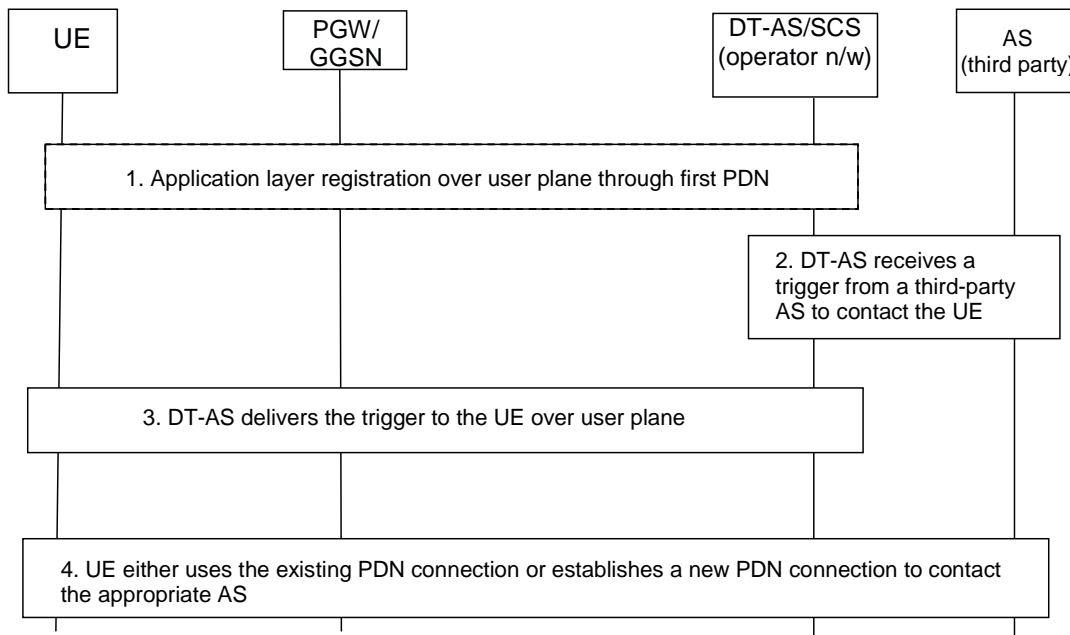 UE
PGW/
GGSN
DT-AS/SCS
(operator n/w)
AS
(third party)
1. Application layer registration over user plane through first PDN
2. DT-AS receives a
trigger from a third-party
AS to contact the UE
3. DT-AS delivers the trigger to the UE over user plane
4. UE either uses the existing PDN connection or establishes a new PDN connection to contact
the appropriate AS